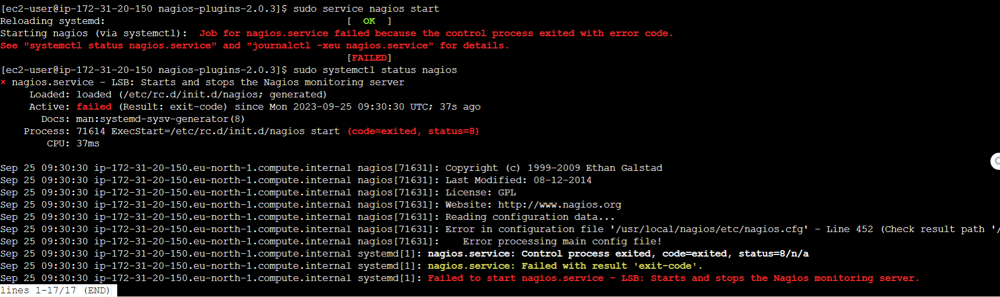 [ec2-user@ip-172-31-20-150 nagios-plugins-2.0.3]$ sudo service nagios start
Reloading systemd:                                         [  OK  ]
Starting nagios (via systemctl):  Job for nagios.service failed because the control process exited with error code.
See "systemctl status nagios.service" and "journalctl -xeu nagios.service" for details.
                                                           [FAILED]
[ec2-user@ip-172-31-20-150 nagios-plugins-2.0.3]$ sudo systemctl status nagios
× nagios.service - LSB: Starts and stops the Nagios monitoring server
     Loaded: loaded (/etc/rc.d/init.d/nagios; generated)
     Active: failed (Result: exit-code) since Mon 2023-09-25 09:30:30 UTC; 37s ago
       Docs: man:systemd-sysv-generator(8)
    Process: 71614 ExecStart=/etc/rc.d/init.d/nagios start (code=exited, status=8)
        CPU: 37ms

Sep 25 09:30:30 ip-172-31-20-150.eu-north-1.compute.internal nagios[71631]: Copyright (c) 1999-2009 Ethan Galstad
Sep 25 09:30:30 ip-172-31-20-150.eu-north-1.compute.internal nagios[71631]: Last Modified: 08-12-2014
Sep 25 09:30:30 ip-172-31-20-150.eu-north-1.compute.internal nagios[71631]: License: GPL
Sep 25 09:30:30 ip-172-31-20-150.eu-north-1.compute.internal nagios[71631]: Website: http://www.nagios.org
Sep 25 09:30:30 ip-172-31-20-150.eu-north-1.compute.internal nagios[71631]: Reading configuration data...
Sep 25 09:30:30 ip-172-31-20-150.eu-north-1.compute.internal nagios[71631]: Error in configuration file '/usr/local/nagios/etc/nagios.cfg' - Line 452 (Check result path '/
Sep 25 09:30:30 ip-172-31-20-150.eu-north-1.compute.internal nagios[71631]:    Error processing main config file!
Sep 25 09:30:30 ip-172-31-20-150.eu-north-1.compute.internal systemd[1]: nagios.service: Control process exited, code=exited, status=8/n/a
Sep 25 09:30:30 ip-172-31-20-150.eu-north-1.compute.internal systemd[1]: nagios.service: Failed with result 'exit-code'.
Sep 25 09:30:30 ip-172-31-20-150.eu-north-1.compute.internal systemd[1]: Failed to start nagios.service - LSB: Starts and stops the Nagios monitoring server.
lines 1-17/17 (END)